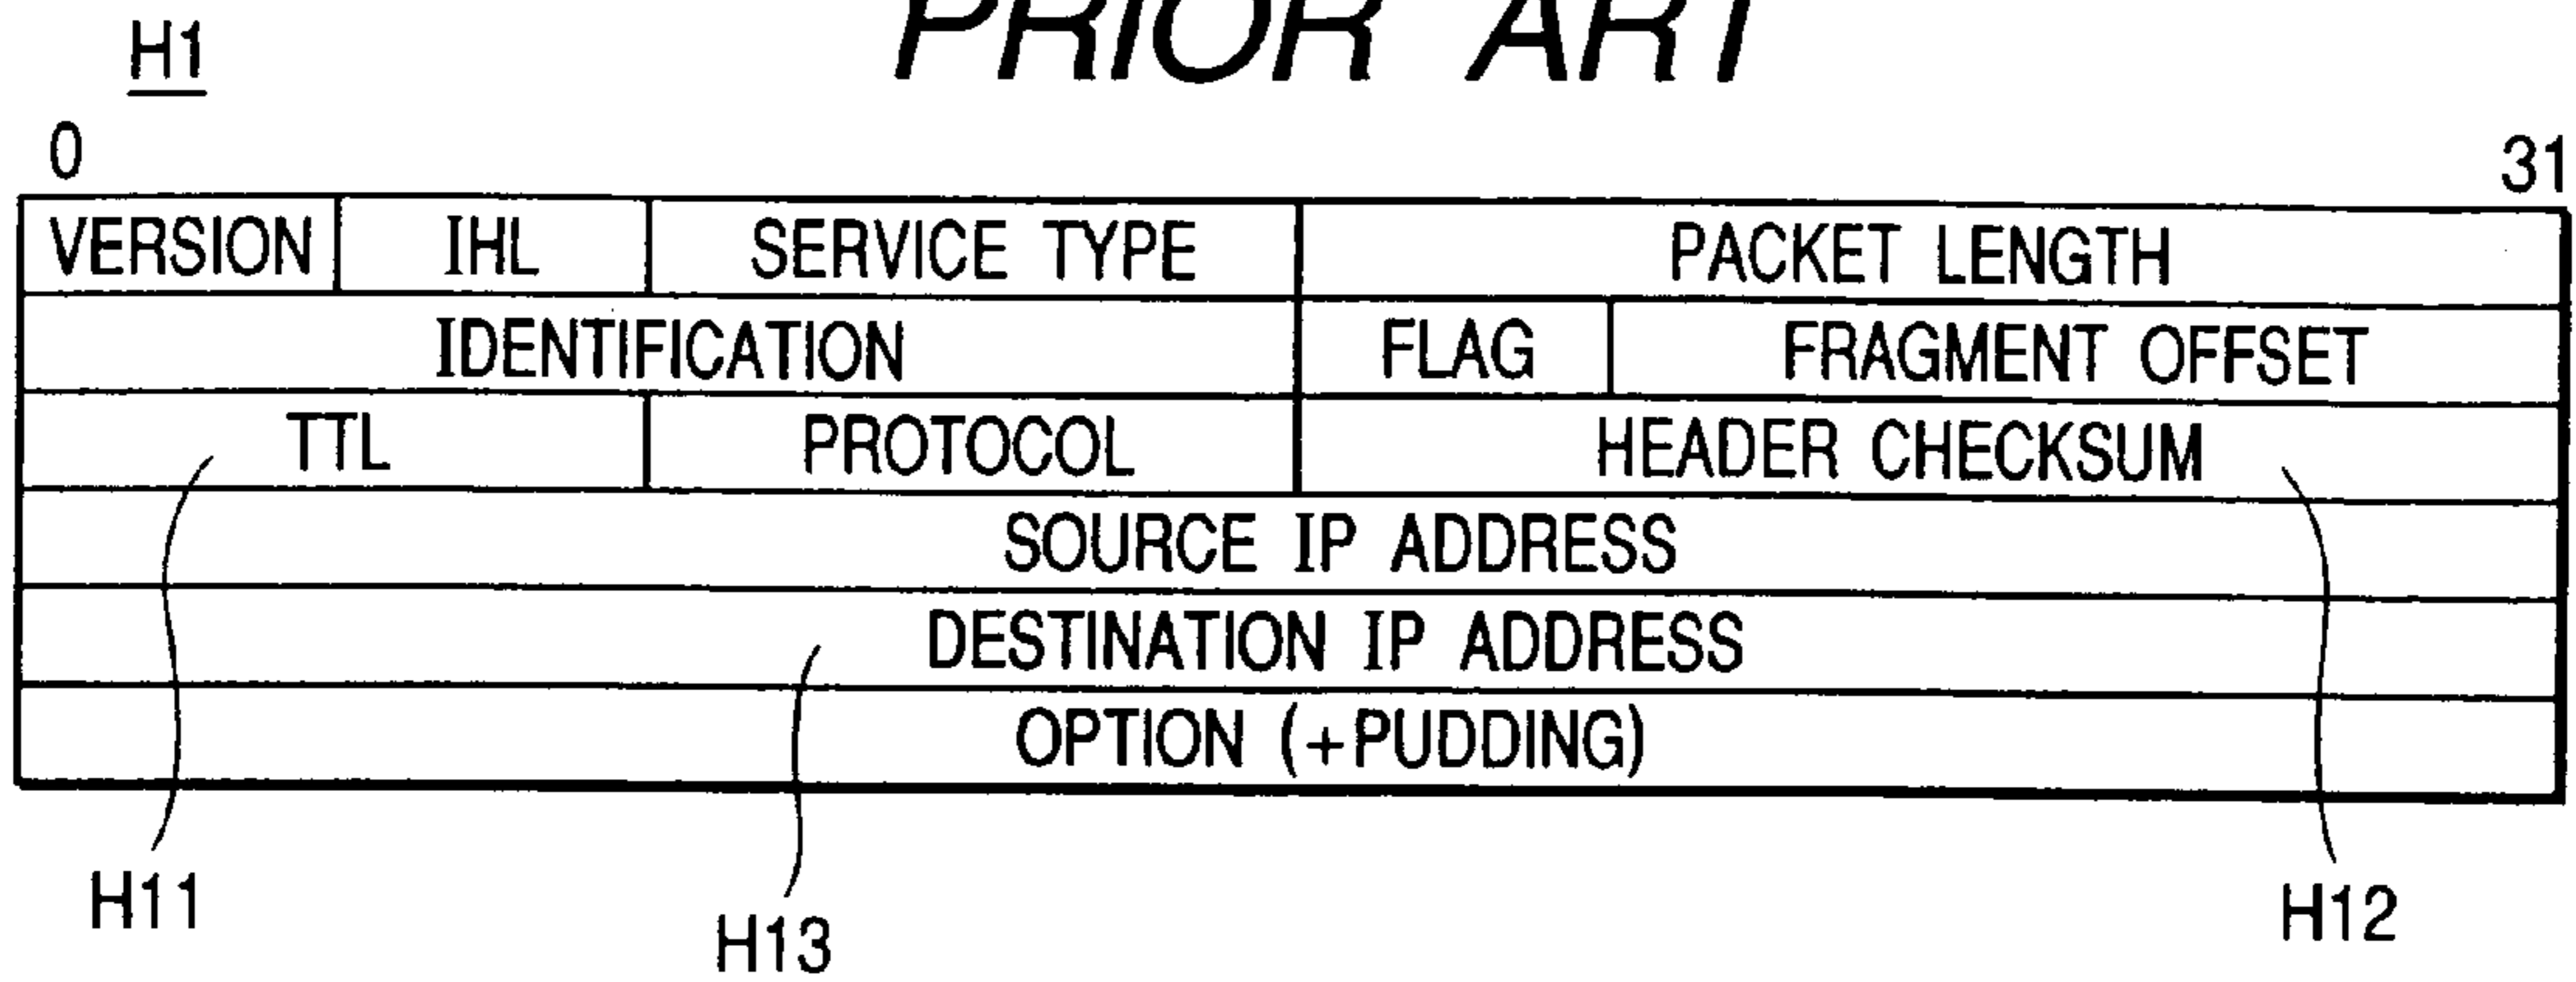 PRIOR ART
H1
0 31
VERSION IHL SERVICE TYPE PACKET LENGTH
IDENTIFICATION FLAG FRAGMENT OFFSET
TTL PROTOCOL HEADER CHECKSUM
SOURCE IP ADDRESS
DESTINATION IP ADDRESS
OPTION (+PUDDING)
H11 H13 H12